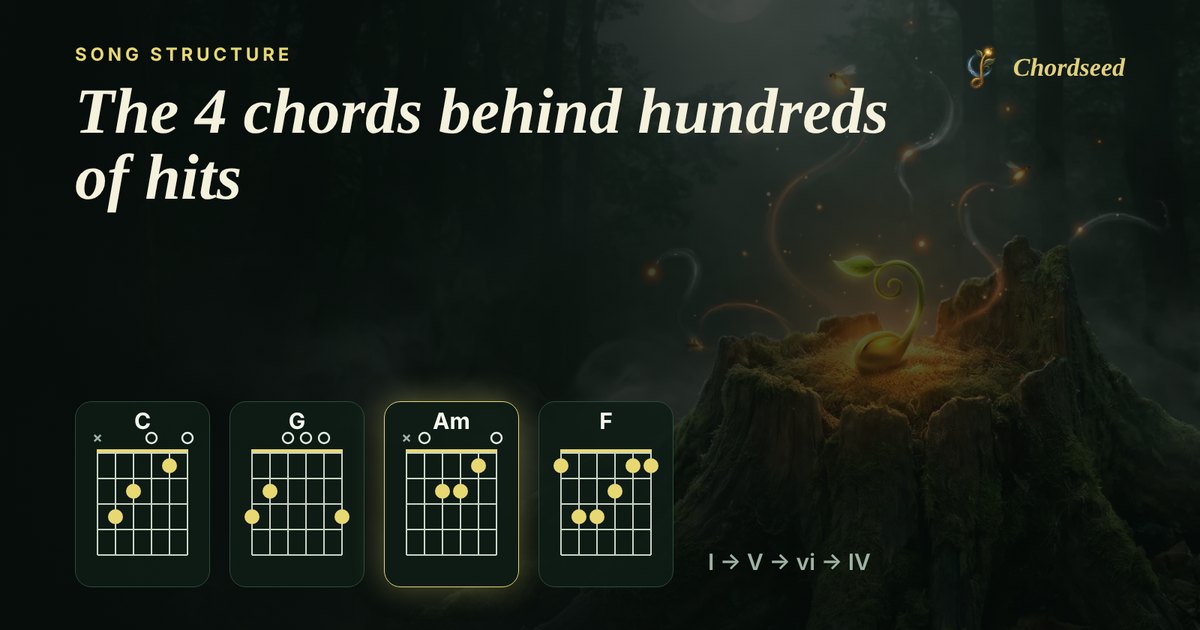 SONG STRUCTURE
Chordseed
The 4 chords behind hundreds
of hits
C
G
Am
F
× ○ ○
○ ○ ○
× ○ ○
I → V → vi → IV